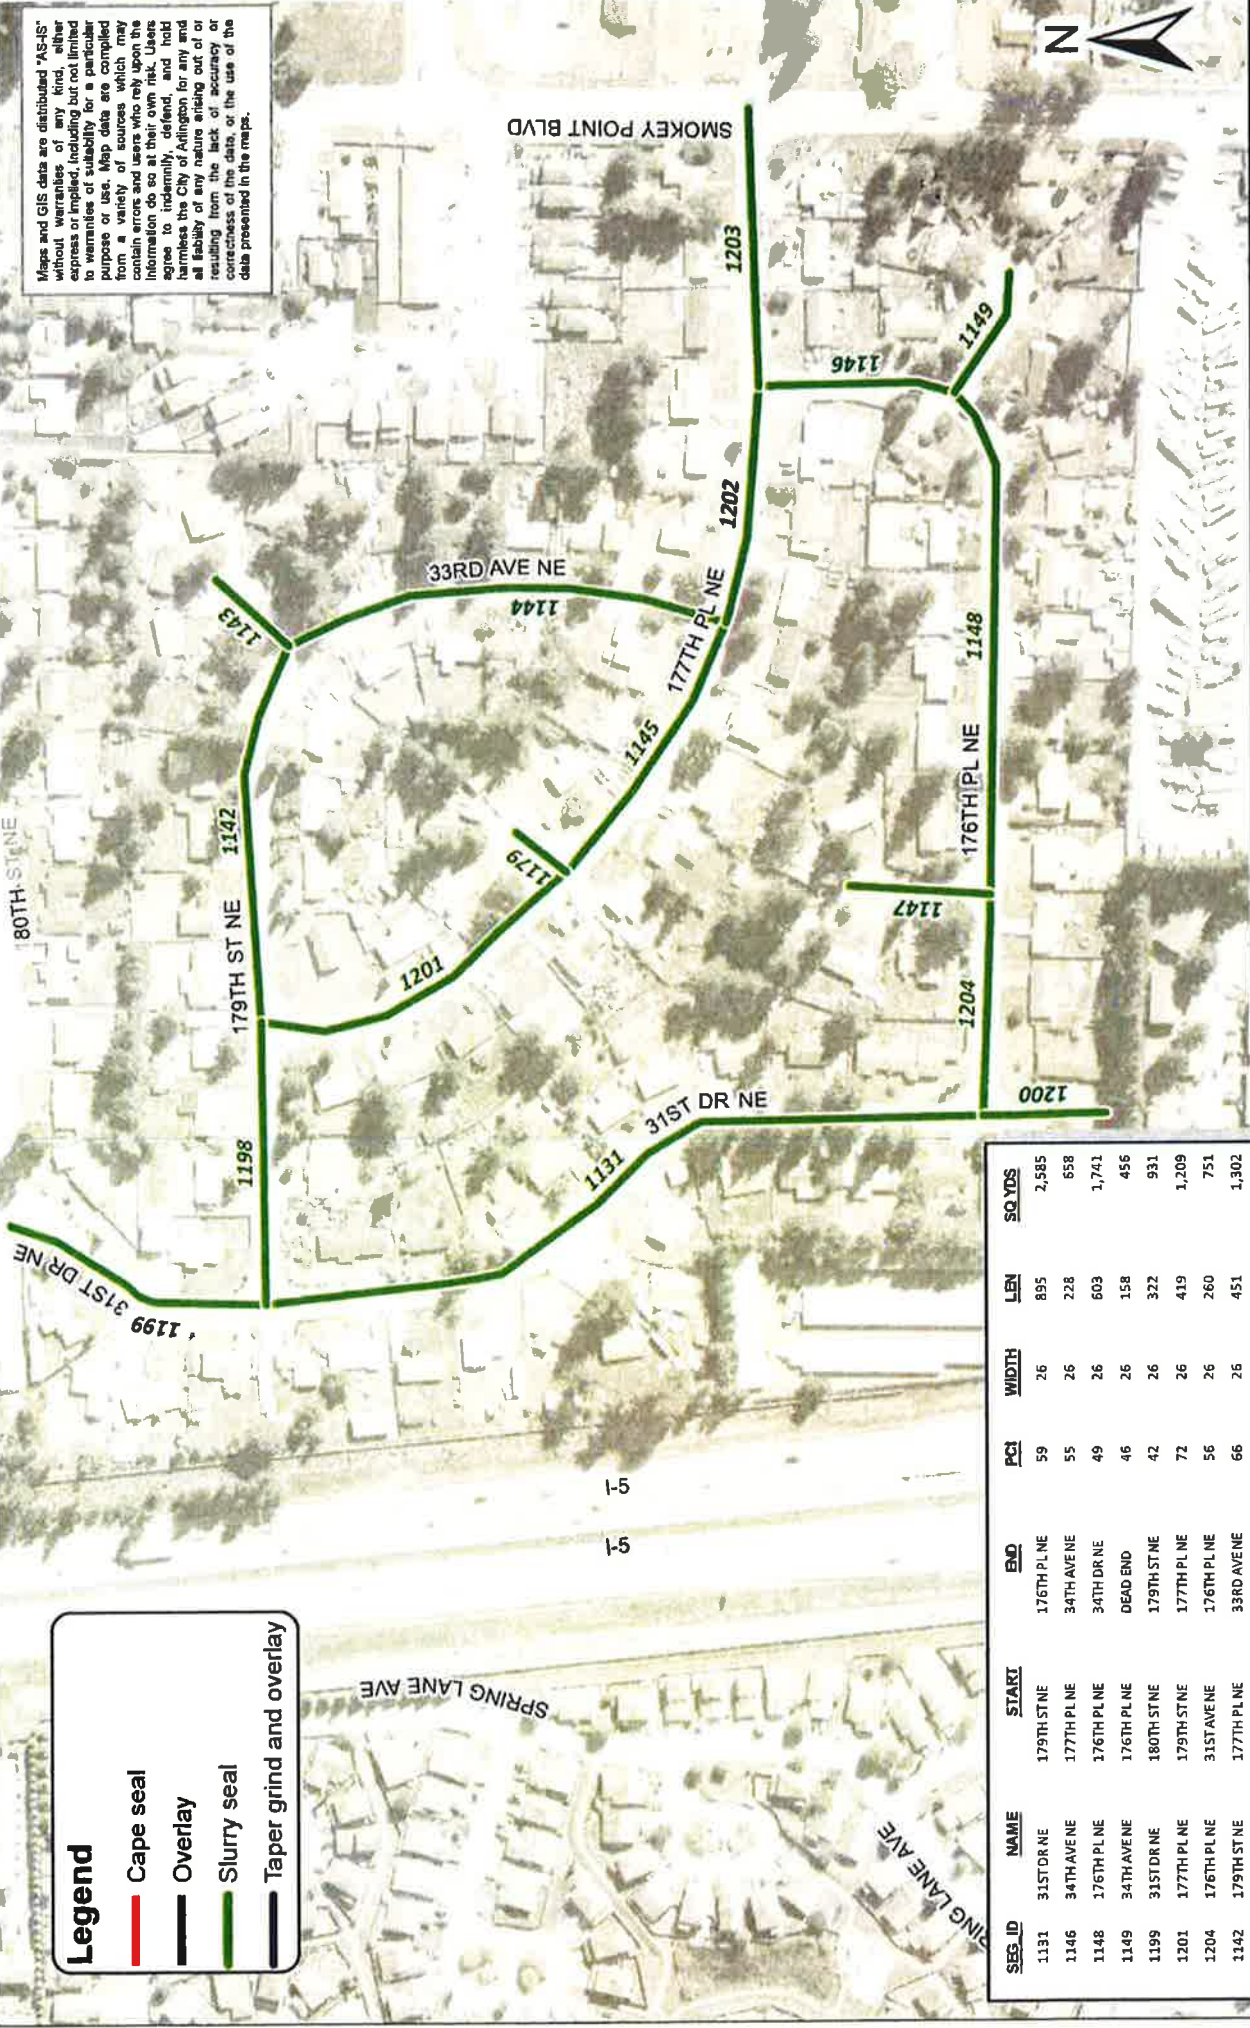 Maps and GIS data are distributed "AS-IS"
without warranties of any kind, either
express or implied, including but not limited
to warranties of suitability for a particular
purpose or use. Map data are compiled
from a variety of sources which may
contain errors and users who rely upon the
information do so at their own risk. Users
agree to indemnify, defend, and hold
harmless the City of Arlington for any and
all liability of any nature arising out of or
resulting from the lack of accuracy or
correctness of the data, or the use of the
data presented in the maps.
N
180TH ST NE
31ST DR NE
1199
1198
179TH ST NE
1142
1143
33RD AVE NE
1144
1201
1179
1145
177TH PL NE
1202
1203
SMOKEY POINT BLVD
1131
31ST DR NE
1146
1149
1148
176TH PL NE
1147
1204
1200
I-5
I-5
SPRING LANE AVE
RING LANE AVE
Legend
Cape seal
Overlay
Slurry seal
Taper grind and overlay
SEG_ID NAME START END PCI WIDTH LEN SQ YDS
1131 31ST DR NE 179TH ST NE 176TH PL NE 59 26 895 2,585
1146 34TH AVE NE 177TH PL NE 34TH AVE NE 55 26 228 658
1148 176TH PL NE 176TH PL NE 34TH DR NE 49 26 603 1,741
1149 34TH AVE NE 176TH PL NE DEAD END 46 26 158 456
1199 31ST DR NE 180TH ST NE 179TH ST NE 42 26 322 931
1201 177TH PL NE 179TH ST NE 177TH PL NE 72 26 419 1,209
1204 176TH PL NE 31ST AVE NE 176TH PL NE 56 26 260 751
1142 179TH ST NE 177TH PL NE 33RD AVE NE 66 26 451 1,302